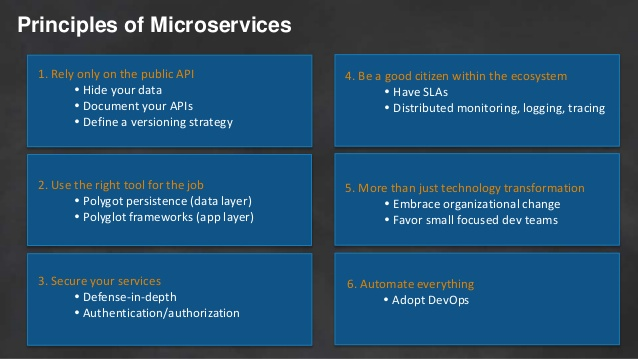 Principles of Microservices
1. Rely only on the public API
• Hide your data
• Document your APIs
• Define a versioning strategy
2. Use the right tool for the job
• Polygot persistence (data layer)
• Polyglot frameworks (app layer)
3. Secure your services
• Defense-in-depth
• Authentication/authorization
4. Be a good citizen within the ecosystem
• Have SLAs
• Distributed monitoring, logging, tracing
5. More than just technology transformation
• Embrace organizational change
• Favor small focused dev teams
6. Automate everything
• Adopt DevOps